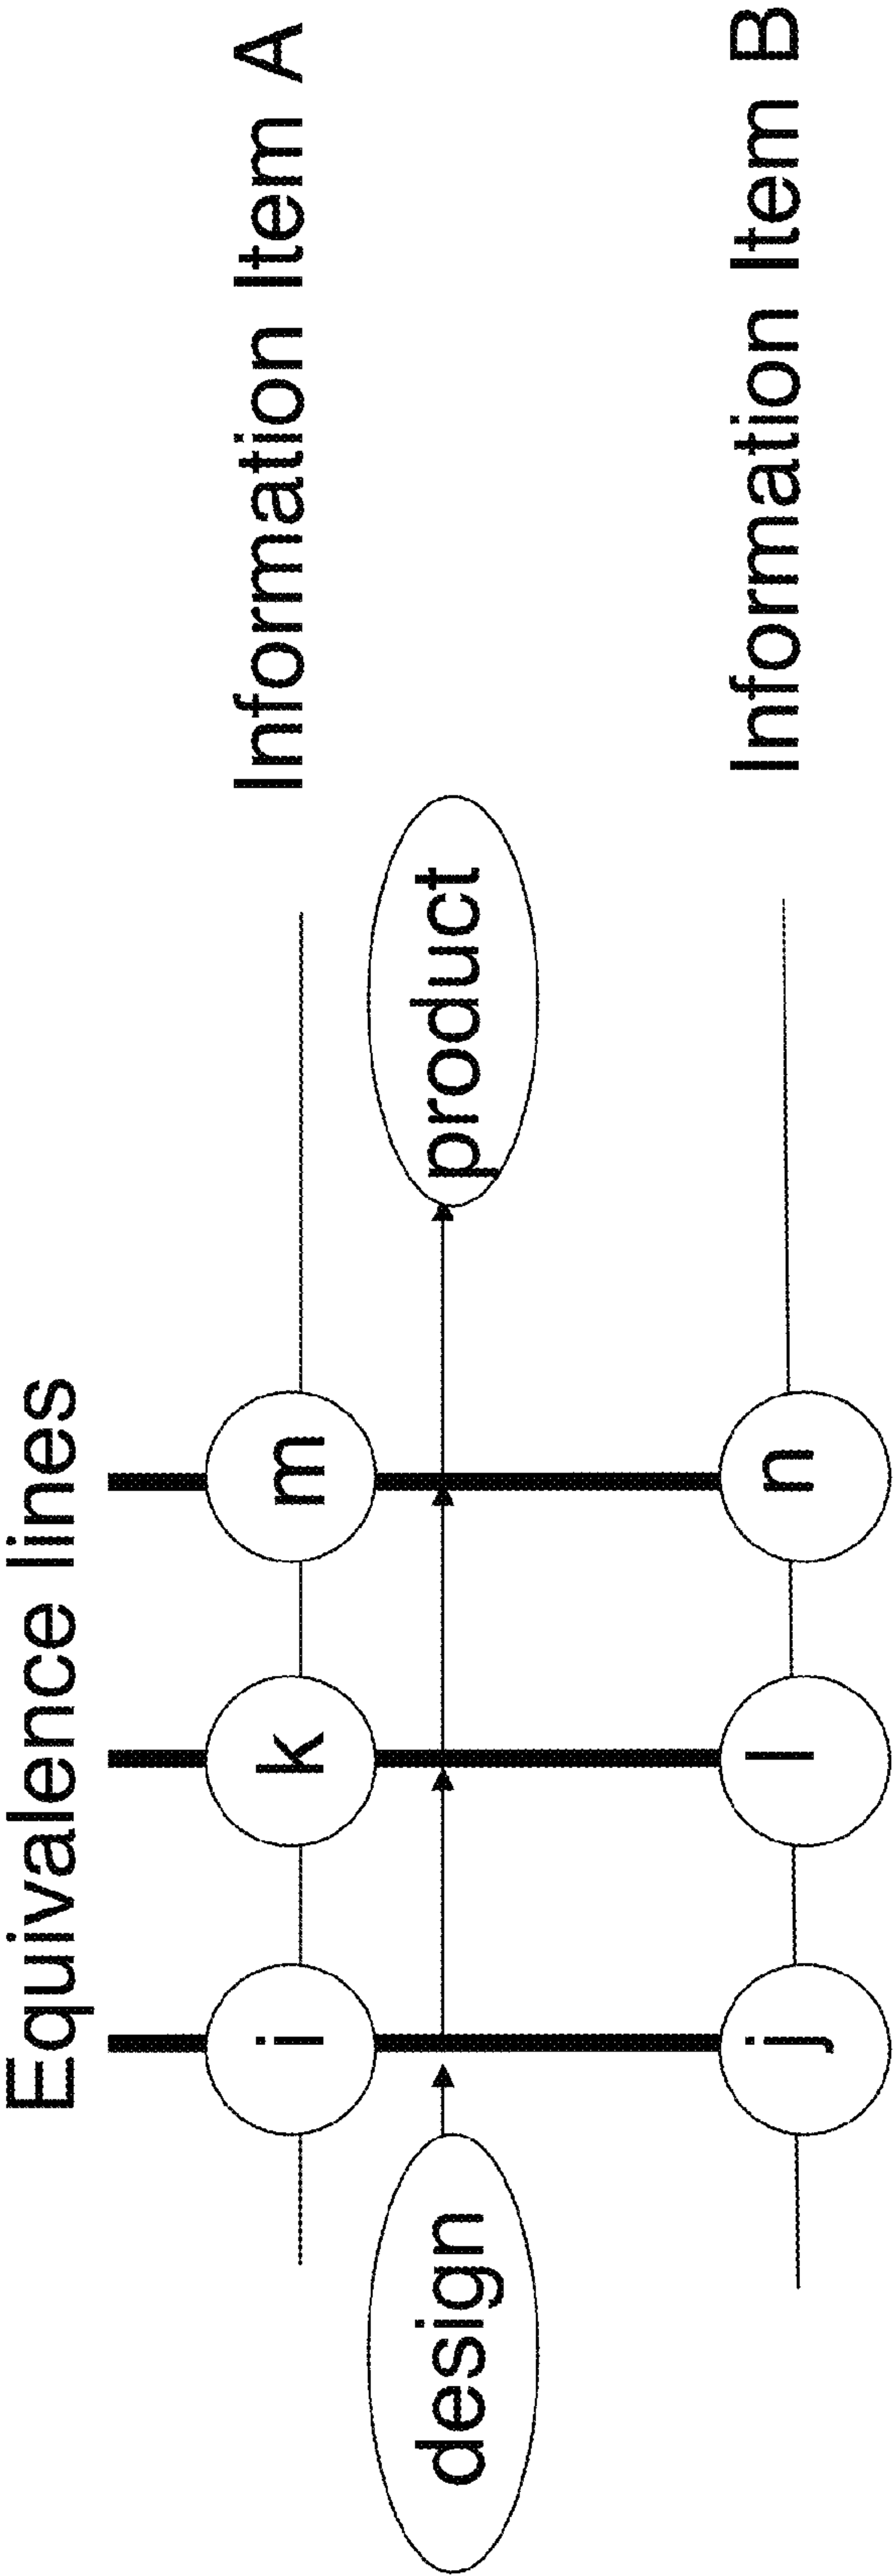 Equivalence lines
i k m Information Item A
design product
j l n Information Item B